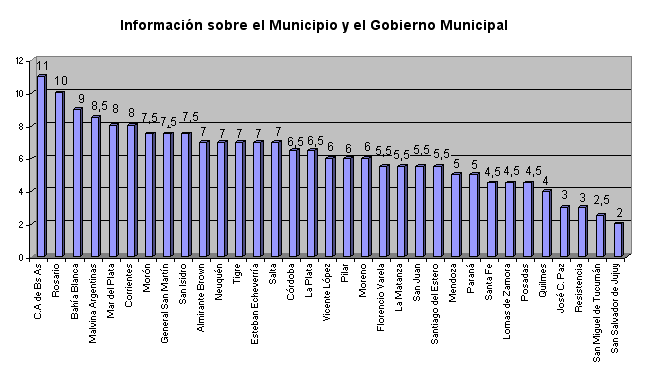 Información sobre el Municipio y el Gobierno Municipal
12
10
8
6
4
2
0
11
10
9
8,5
8
8
7,5
7,5
7,5
7
7
7
7
7
6,5
6,5
6
6
6
5,5
5,5
5,5
5,5
5
5
4,5
4,5
4,5
4
3
3
2,5
2
C.A de Bs As
Rosario
Bahía Blanca
Malvina Argentinas
Mar del Plata
Corrientes
Morón
General San Martín
San Isidro
Almirante Brown
Neuquén
Tigre
Esteban Echeverría
Salta
Córdoba
La Plata
Vicente López
Pilar
Moreno
Florencio Varela
La Matanza
San Juan
Santiago del Estero
Mendoza
Paraná
Santa Fe
Lomas de Zamora
Posadas
Quilmes
José C. Paz
Resistencia
San Miguel de Tucumán
San Salvador de Jujuy